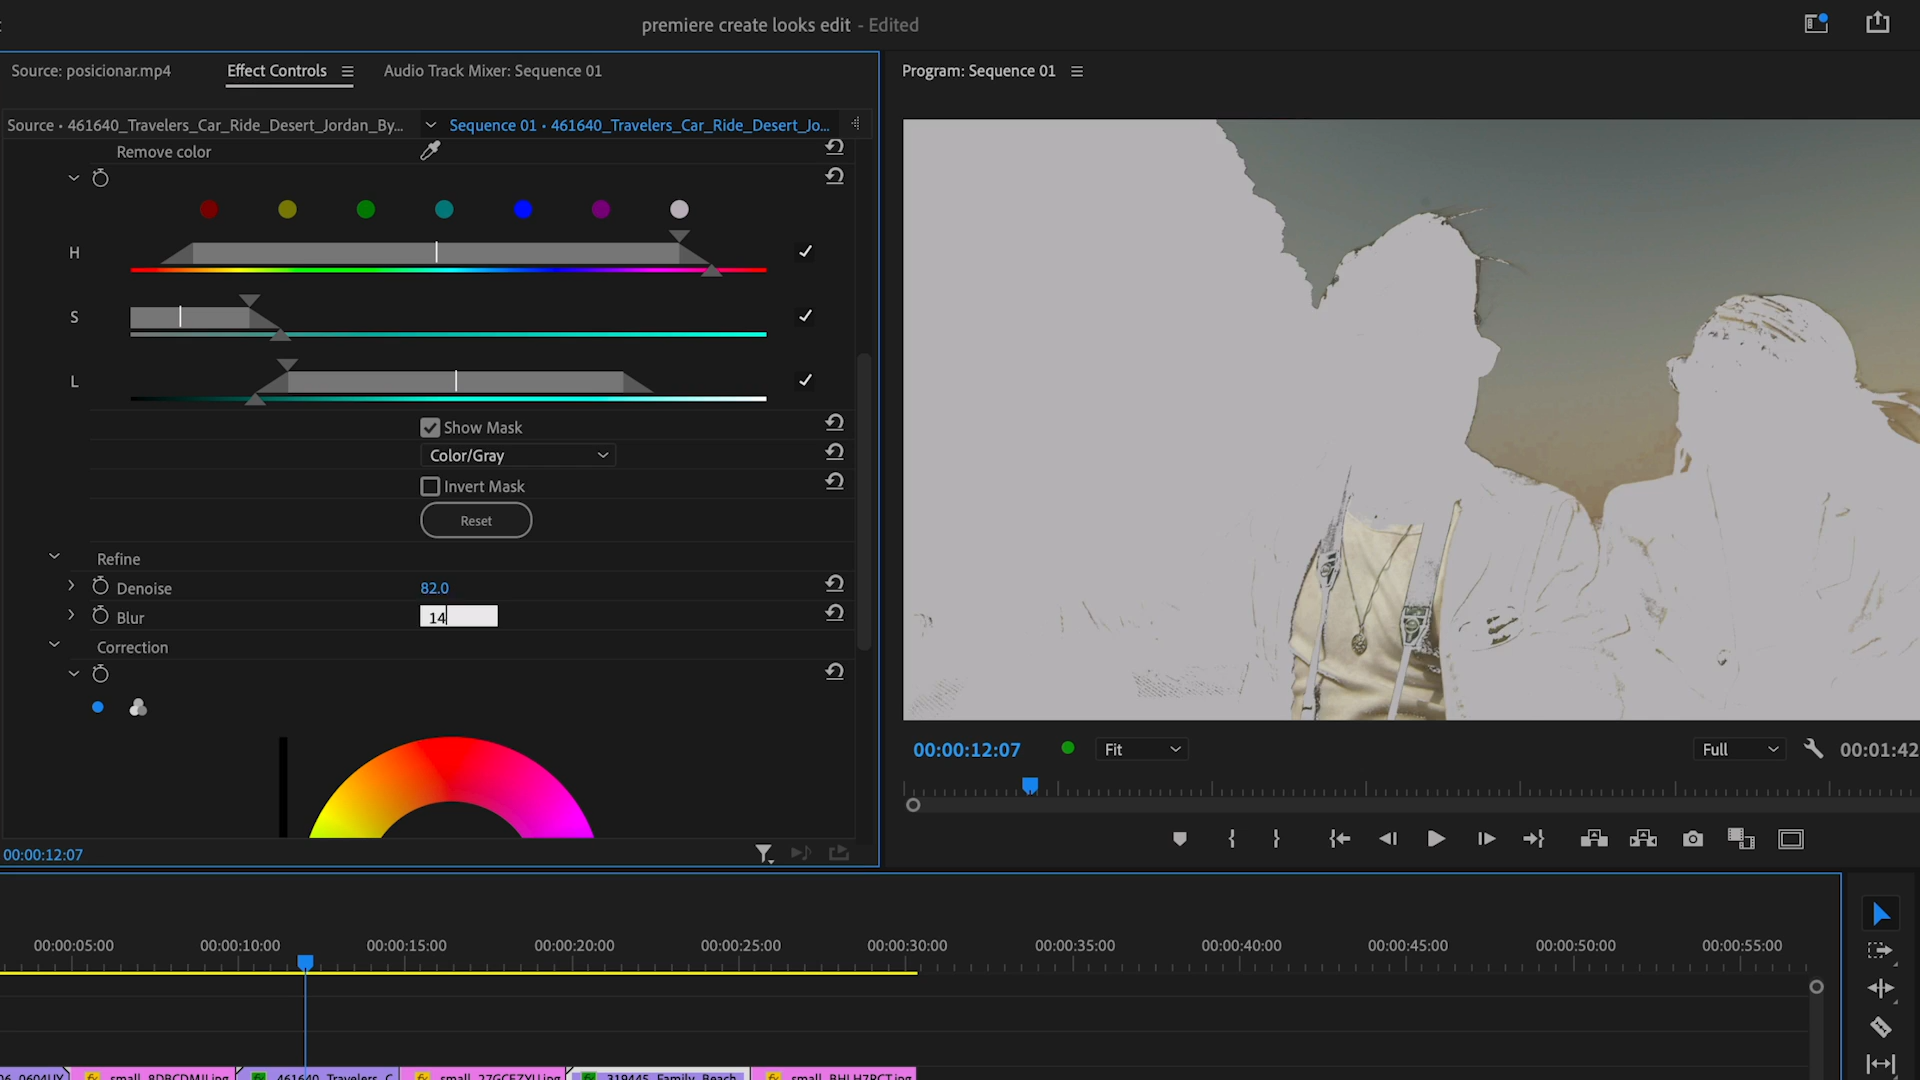 premiere create looks edit - Edited
Source: posicionar.mp4
Effect Controls
Audio Track Mixer: Sequence 01
Program: Sequence 01
Source • 461640_Travelers_Car_Ride_Desert_Jordan_By...
Sequence 01 • 461640_Travelers_Car_Ride_Desert_Jo...
Remove color
H
S
L
Show Mask
Color/Gray
Invert Mask
Reset
Refine
Denoise 82.0
Blur 14
Correction
00:00:12:07
00:00:12:07
Fit
Full
00:01:42
00:00:05:00
00:00:10:00
00:00:15:00
00:00:20:00
00:00:25:00
00:00:30:00
00:00:35:00
00:00:40:00
00:00:45:00
00:00:50:00
00:00:55:00
461640_Travelers_C
319445_Family_Beach